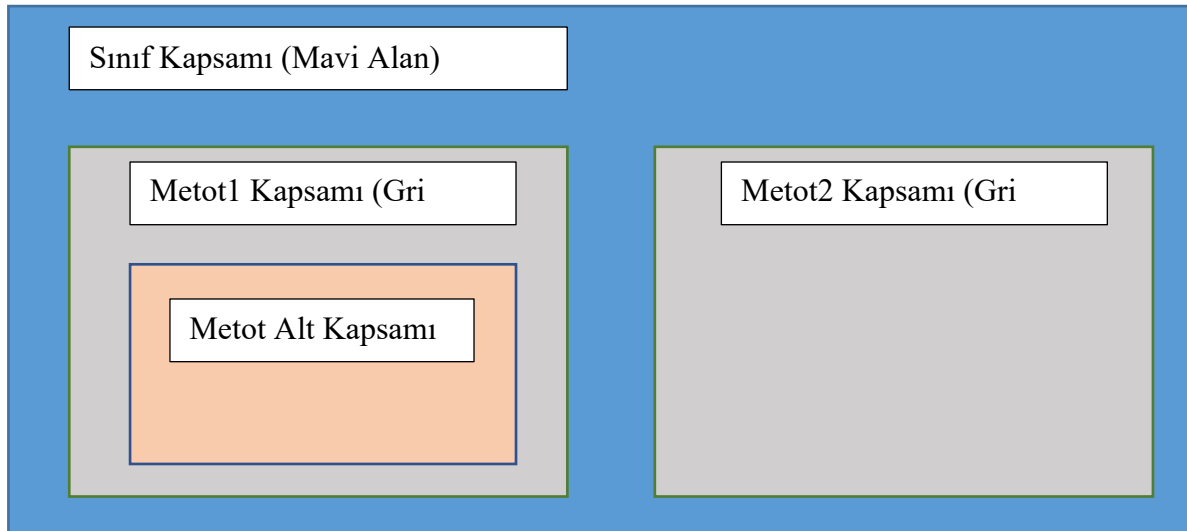 Sınıf Kapsamı (Mavi Alan)
Metot1 Kapsamı (Gri
Metot2 Kapsamı (Gri
Metot Alt Kapsamı